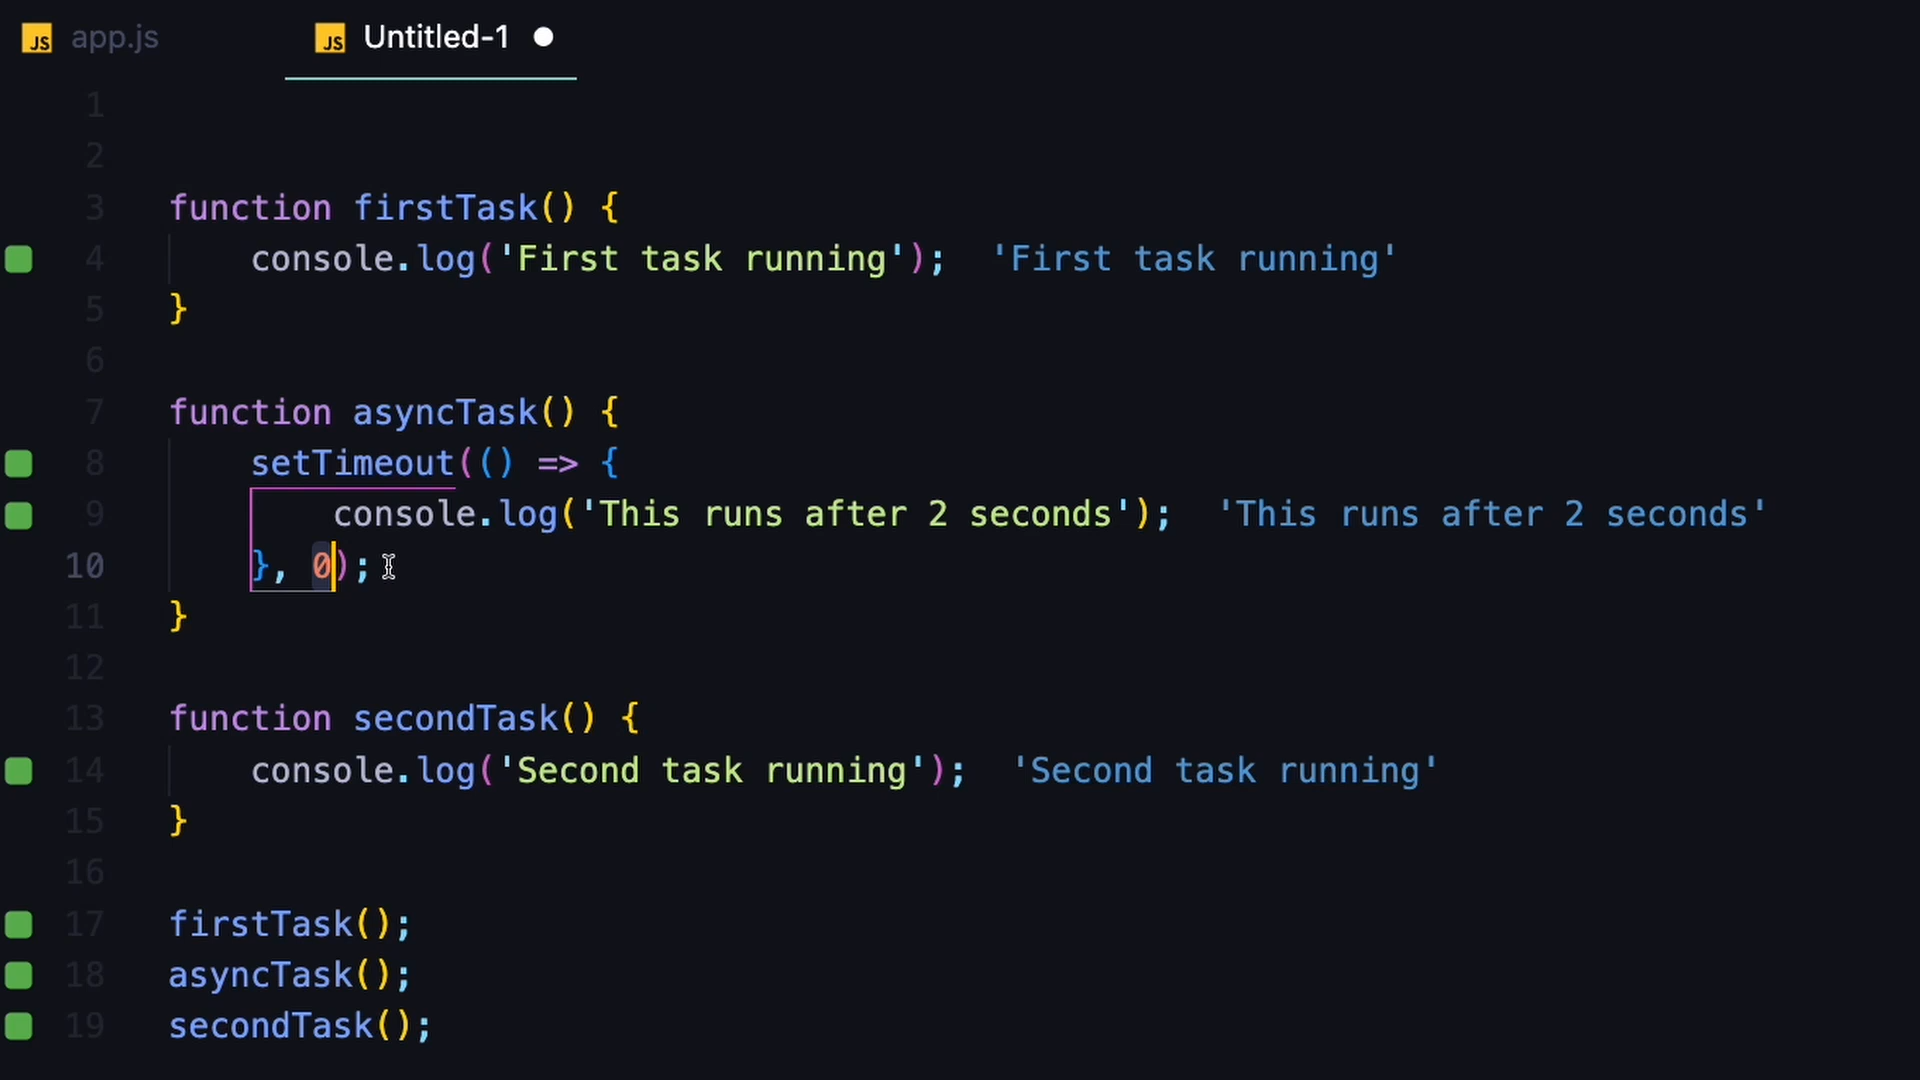 JS app.js JS Untitled-1
1
2
3 function firstTask() {
4 console.log('First task running'); 'First task running'
5 }
6
7 function asyncTask() {
8 setTimeout(() => {
9 console.log('This runs after 2 seconds'); 'This runs after 2 seconds'
10 }, 0);
11 }
12
13 function secondTask() {
14 console.log('Second task running'); 'Second task running'
15 }
16
17 firstTask();
18 asyncTask();
19 secondTask();